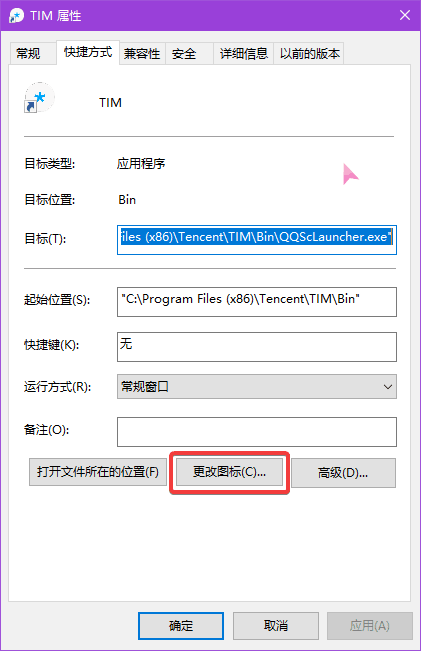 TIM 属性
常规 快捷方式 兼容性 安全 详细信息 以前的版本
TIM
目标类型: 应用程序
目标位置: Bin
目标(T): iles (x86)\Tencent\TIM\Bin\QQScLauncher.exe"
起始位置(S): "C:\Program Files (x86)\Tencent\TIM\Bin"
快捷键(K): 无
运行方式(R): 常规窗口
备注(O):
打开文件所在的位置(F) 更改图标(C)... 高级(D)...
确定 取消 应用(A)